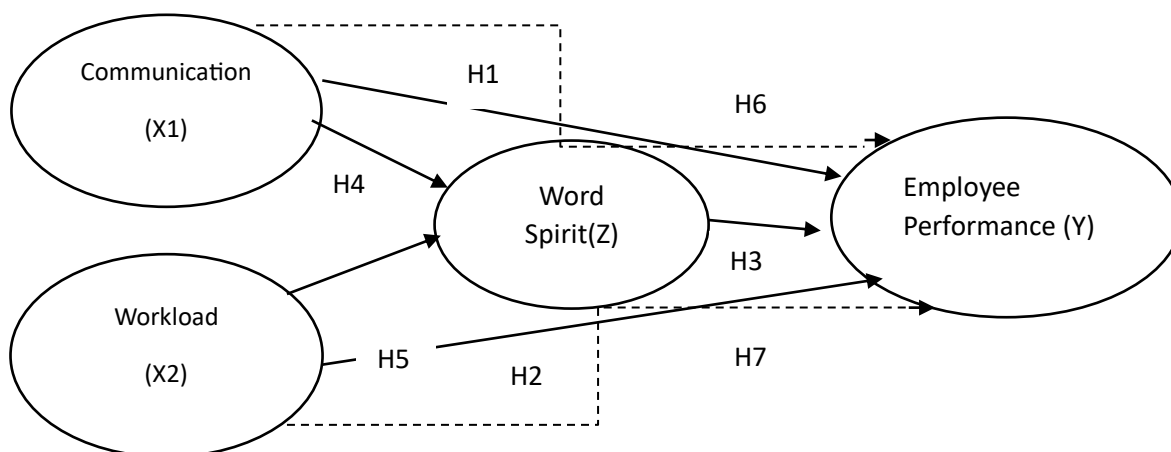 Communication
(X1)
H1
H6
H4
Word
Spirit(Z)
Employee
Performance (Y)
H3
Workload
(X2)
H5
H2
H7